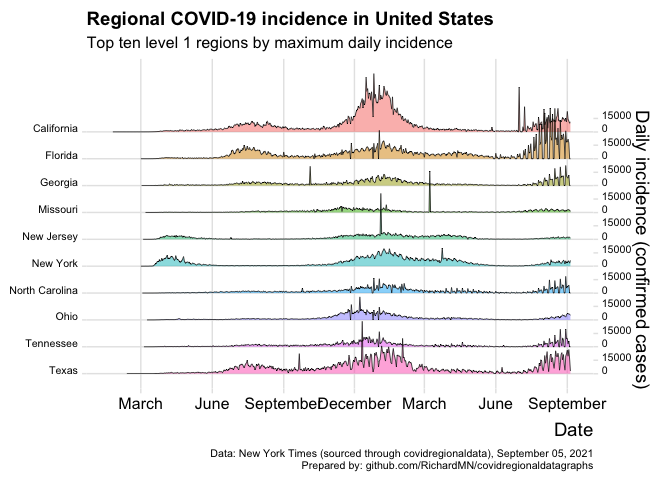 Regional COVID-19 incidence in United States
Top ten level 1 regions by maximum daily incidence
California
Florida
Georgia
Missouri
New Jersey
New York
North Carolina
Ohio
Tennessee
Texas
15000
0
15000
0
15000
0
15000
0
15000
0
15000
0
15000
0
15000
0
15000
0
15000
0
Daily incidence (confirmed cases)
March June September December March June September
Date
Data: New York Times (sourced through covidregionaldata), September 05, 2021
Prepared by: github.com/RichardMN/covidregionaldatagraphs